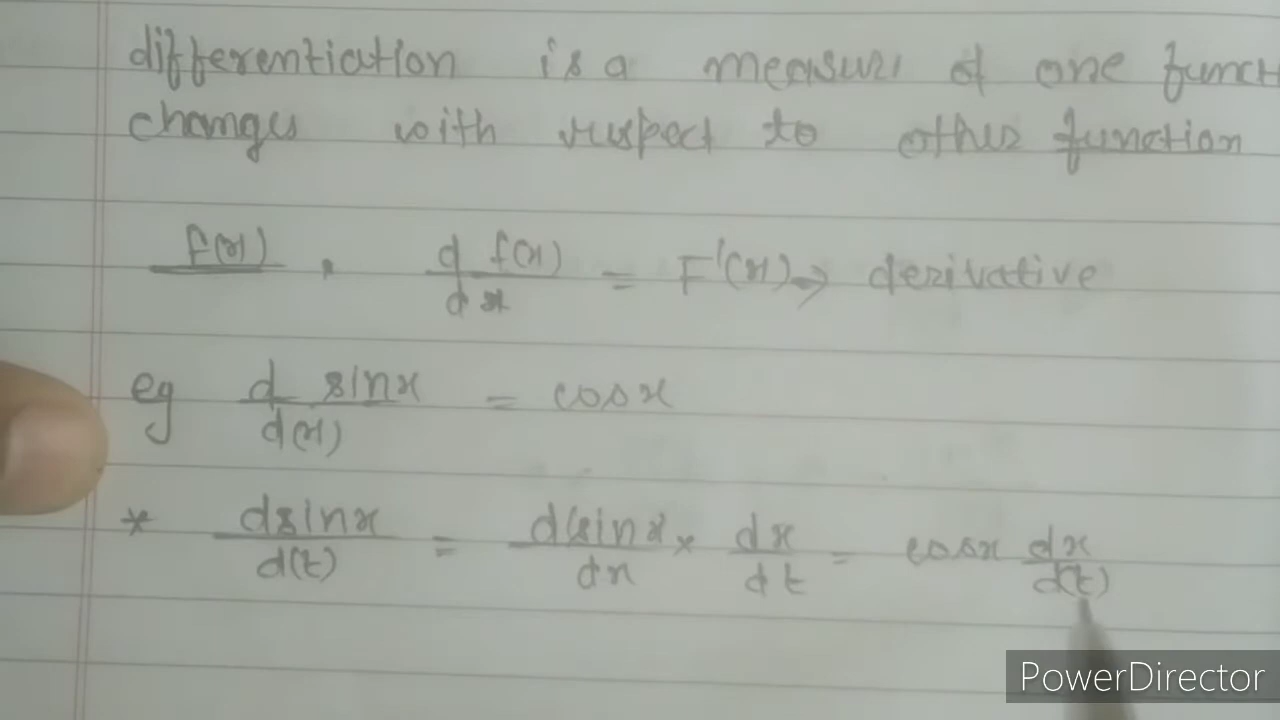 differentiation is a measur of one funct
changes with respect to other function
f(x) . d f(x)/dx = F'(x) → derivative
eg d sinx/d(x) = cosx
* dsinx/d(t) = dsinx/dx × dx/dt = cosx dx/d(t)
PowerDirector